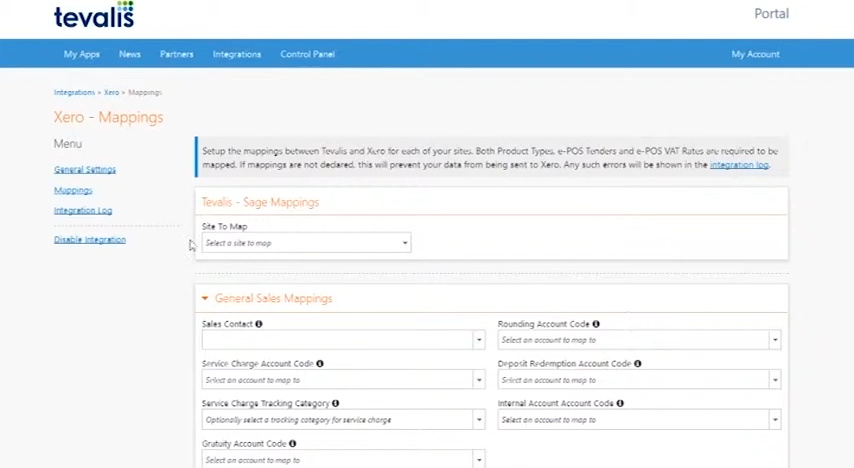 tevalis
Portal
My Apps News Partners Integrations Control Panel My Account
Integrations » Xero » Mappings
Xero - Mappings
Menu
General Settings
Mappings
Integration Log
Disable Integration
Setup the mappings between Tevalis and Xero for each of your sites. Both Product Types, e-POS Tenders and e-POS VAT Rates are required to be
mapped. If mappings are not declared, this will prevent your data from being sent to Xero. Any such errors will be shown in the integration log.
Tevalis - Sage Mappings
Site To Map
Select a site to map
General Sales Mappings
Sales Contact
Rounding Account Code
Select an account to map to
Service Charge Account Code
Deposit Redemption Account Code
Select an account to map to
Select an account to map to
Service Charge Tracking Category
Internal Account Account Code
Optionally select a tracking category for service charge
Select an account to map to
Gratuity Account Code
Select an account to map to